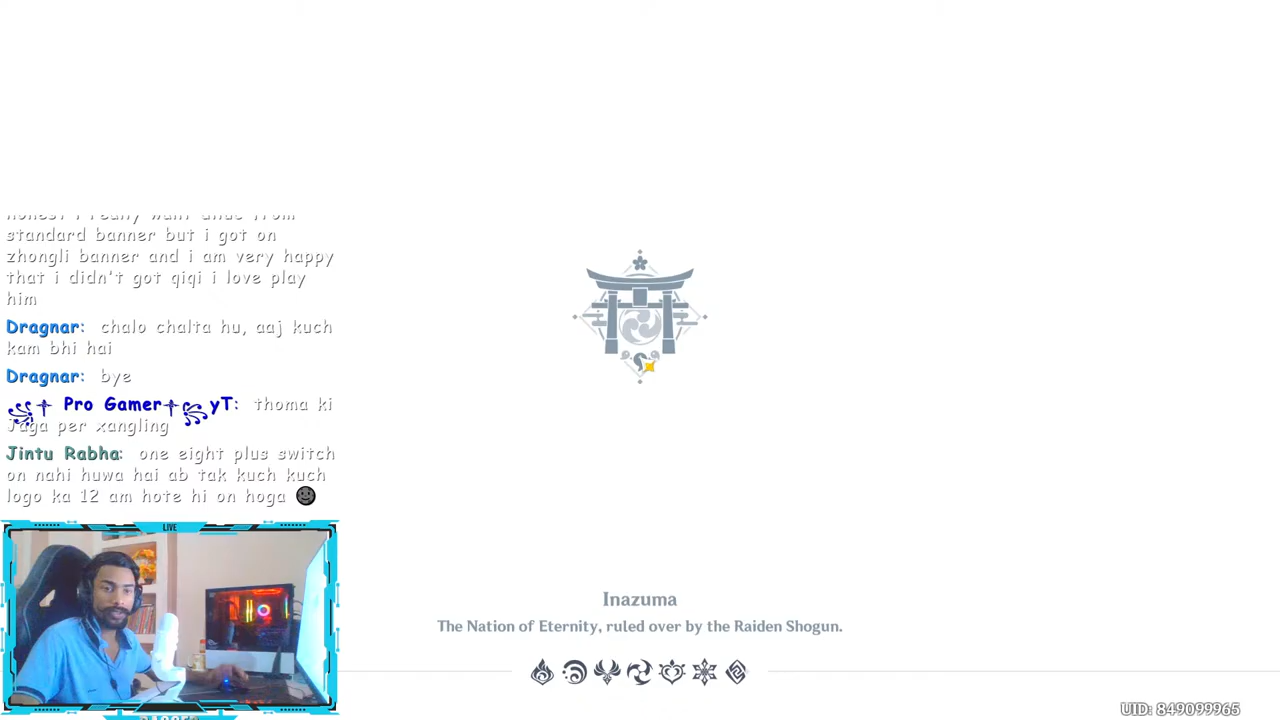 standard banner but i got on
zhongli banner and i am very happy
that i didn't got qiqi i love play
him
Dragnar: chalo chalta hu, aaj kuch
kam bhi hai
Dragnar: bye
Pro Gamer yT: thoma ki
Jaga per xangling
Jintu Rabha: one eight plus switch
on nahi huwa hai ab tak kuch kuch
logo ka 12 am hote hi on hoga
LIVE
Inazuma
The Nation of Eternity, ruled over by the Raiden Shogun.
UID: 849099965